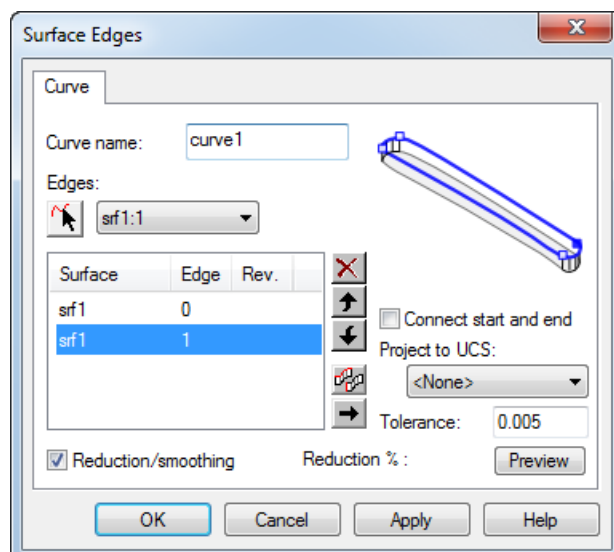 Surface Edges
Curve
Curve name: curve1
Edges:
srf1:1
Surface Edge Rev.
srf1 0
srf1 1
Connect start and end
Project to UCS:
<None>
Tolerance: 0.005
Reduction/smoothing Reduction % : Preview
OK Cancel Apply Help